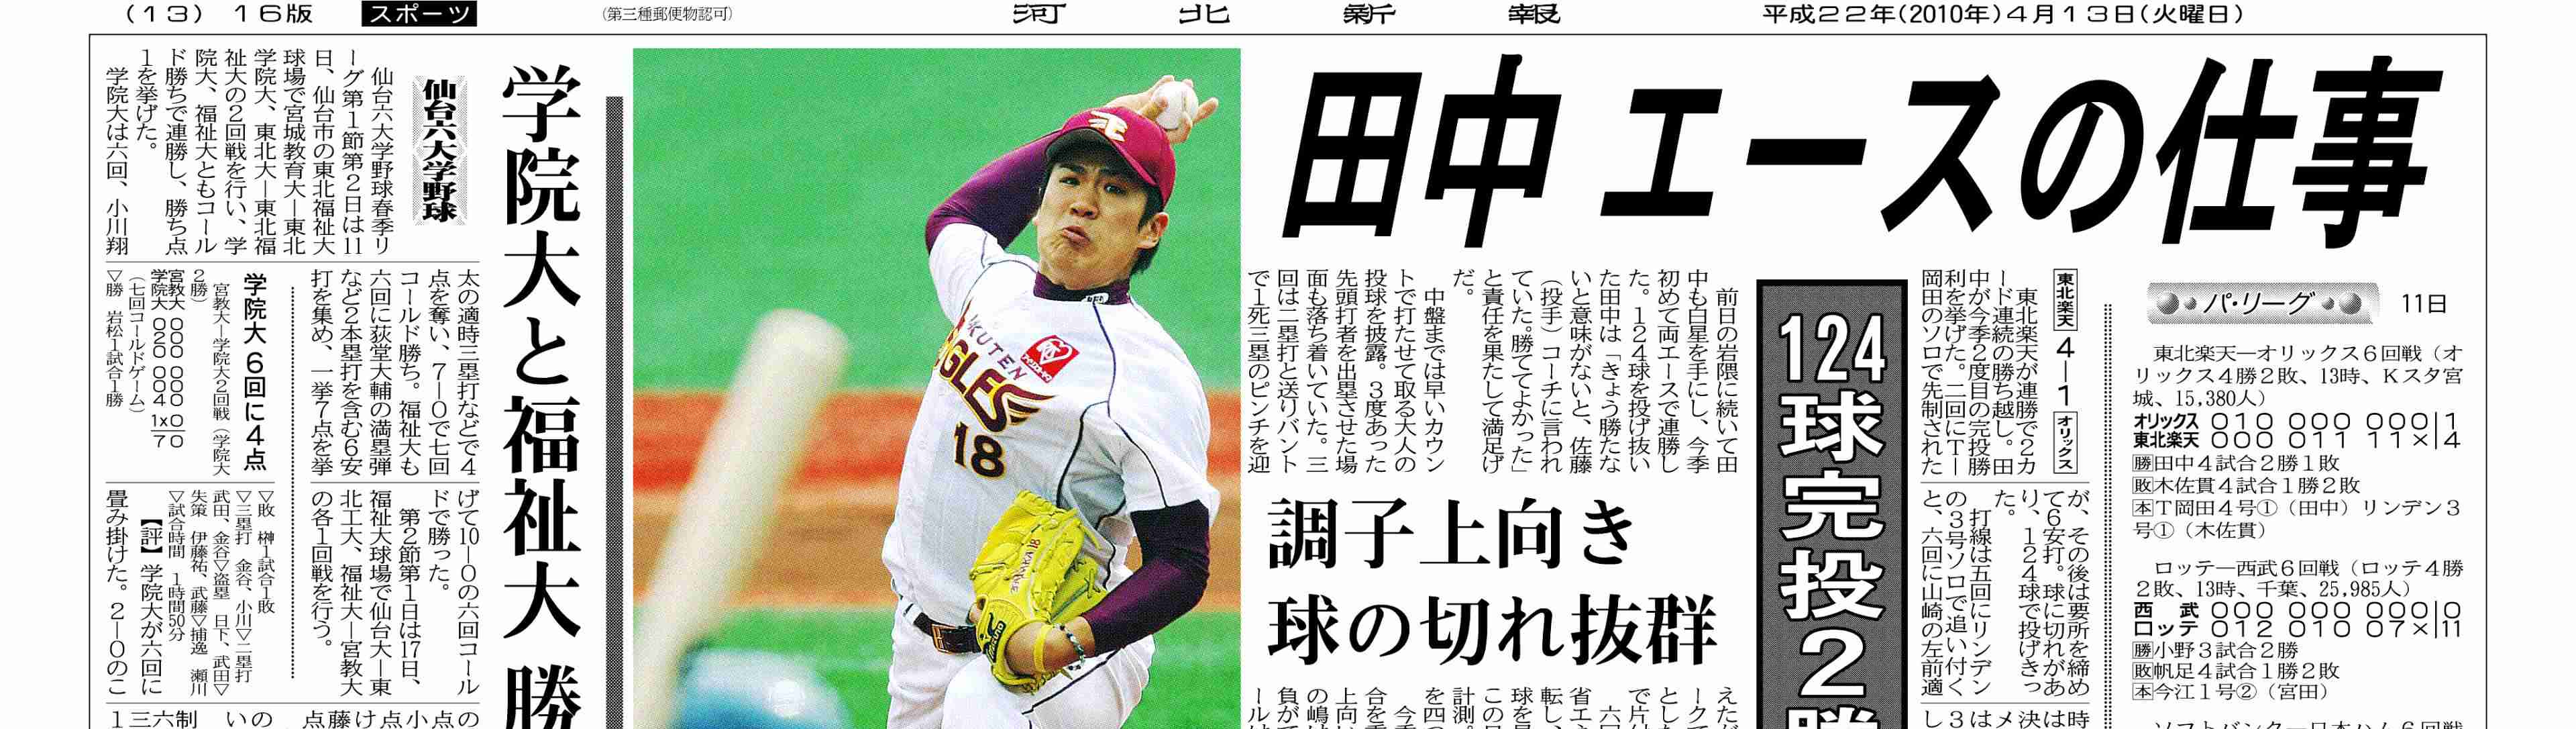 (13) 16版 スポーツ (第三種郵便物認可) 河北新報 平成22年(2010年)4月13日(火曜日)
田中 エースの仕事
パ・リーグ 11日
東北楽天―オリックス6回戦（オ
リックス4勝2敗、13時、Kスタ宮
城、15,380人）
オリックス 010 000 000|1
東北楽天 000 011 11×|4
勝田中4試合2勝1敗
敗木佐貫4試合1勝2敗
本T岡田4号①（田中）リンデン3
号①（木佐貫）
ロッテ―西武6回戦（ロッテ4勝
2敗、13時、千葉、25,985人）
西 武 000 000 000|0
ロッテ 012 010 07×|11
勝小野3試合2勝
敗帆足4試合1勝2敗
本今江1号②（宮田）
東北楽天 4―1 オリックス
東北楽天が連勝で2カ
ード連続の勝ち越し。田
中が今季2度目の完投勝
利を挙げた。二回にT―
岡田のソロで先制された
が、その後は要所を締め
て6安打。球に切れがあ
り、124球で投げきっ
た。
打線は五回にリンデン
の3号ソロで追い付く
と、六回に山崎の左前適
124球完投2勝
前日の岩隈に続いて田
中も白星を手にし、今季
初めて両エースで連勝し
た。124球を投げ抜い
た田中は「きょう勝たな
いと意味がないと、佐藤
（投手）コーチに言われ
ていた。勝ててよかった」
と責任を果たして満足げ
だ。
中盤までは早いカウン
トで打たせて取る大人の
投球を披露。3度あった
先頭打者を出塁させた場
面も落ち着いていた。三
回は二塁打と送りバント
で1死三塁のピンチを迎
調子上向き
球の切れ抜群
RAKUTEN
EAGLES
18
学院大と福祉大 勝
仙台六大学野球
仙台六大学野球春季リ
ーグ第1節第2日は11
日、仙台市の東北福祉大
球場で宮城教育大―東北
学院大、東北大―東北福
祉大の2回戦を行い、学
院大、福祉大ともコール
ド勝ちで連勝し、勝ち点
1を挙げた。
学院大は六回、小川翔
太の適時三塁打などで4
点を奪い、7―0で七回
コールド勝ち。福祉大も
六回に荻堂大輔の満塁弾
など2本塁打を含む6安
打を集め、一挙7点を挙
げて10―0の六回コール
ドで勝った。
第2節第1日は17日、
福祉大球場で仙台大―東
北工大、福祉大―宮教大
の各1回戦を行う。
学院大 6回に4点
宮教大―学院大2回戦（学院大
2勝）
宮教大 000 000 0|0
学院大 020 004 1x|7
（七回コールドゲーム）
▽勝 岩松1試合1勝
▽敗 榊1試合1敗
▽三塁打 金谷、小川▽二塁打
武田、金谷▽盗塁 日下、武田▽
失策 伊藤祐、武藤▽捕逸 瀬川
▽試合時間 1時間50分
【評】学院大が六回に
畳み掛けた。2―0のこ